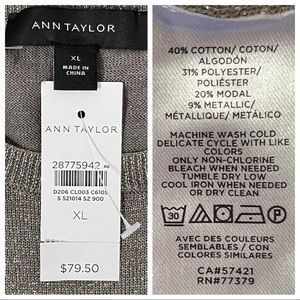 ANN TAYLOR
XL
MADE IN
CHINA
ANN TAYLOR
28775942
D206 CL003 C6105
S S21014 SZ 900
XL
$79.50
40% COTTON/ COTON/
ALGODÓN
31% POLYESTER/
POLIÉSTER
20% MODAL
9% METALLIC/
MÉTALLIQUE/ METÁLICO
MACHINE WASH COLD
DELICATE CYCLE WITH LIKE
COLORS
ONLY NON-CHLORINE
BLEACH WHEN NEEDED
TUMBLE DRY LOW
COOL IRON WHEN NEEDED
OR DRY CLEAN
30
AVEC DES COULEURS
SEMBLABLES / CON
COLORES SIMILARES
CA#57421
RN#77379